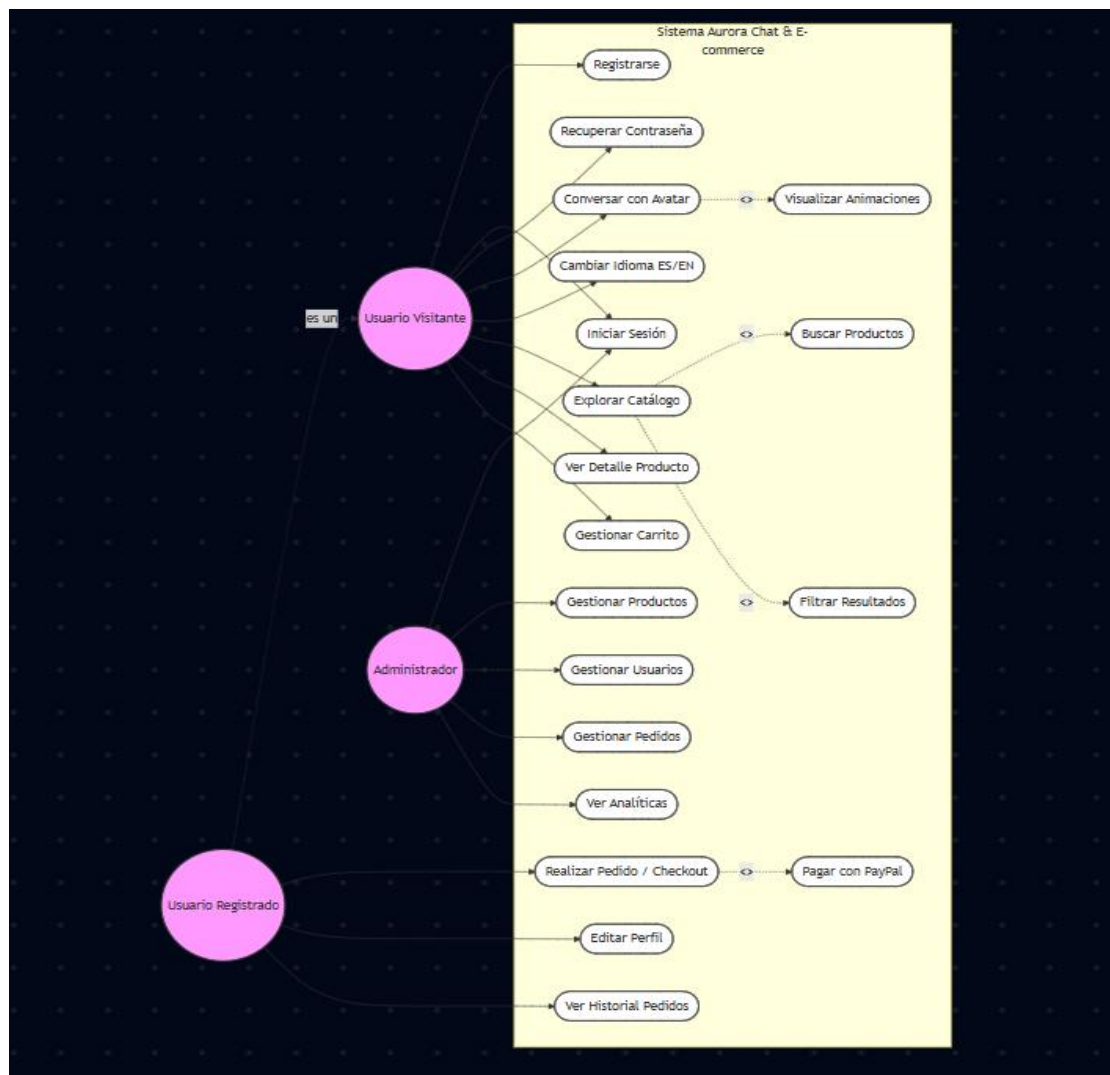 Sistema Aurora Chat & E-
commerce
Registrarse
Recuperar Contraseña
Conversar con Avatar
<>
Visualizar Animaciones
Cambiar Idioma ES/EN
es un
Usuario Visitante
Iniciar Sesión
<>
Buscar Productos
Explorar Catálogo
Ver Detalle Producto
Gestionar Carrito
Gestionar Productos
<>
Filtrar Resultados
Administrador
Gestionar Usuarios
Gestionar Pedidos
Ver Analíticas
Realizar Pedido / Checkout
<>
Pagar con PayPal
Usuario Registrado
Editar Perfil
Ver Historial Pedidos